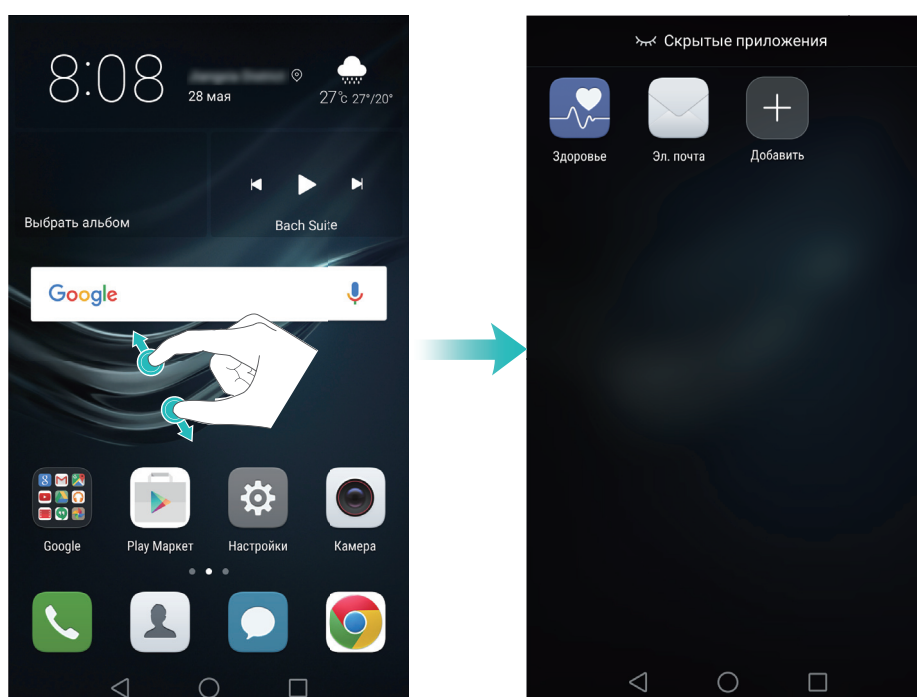 8:08
28 мая
27°c 27°/20°
Выбрать альбом
Bach Suite
Google
Google
Play Маркет
Настройки
Камера
Скрытые приложения
Здоровье
Эл. почта
Добавить